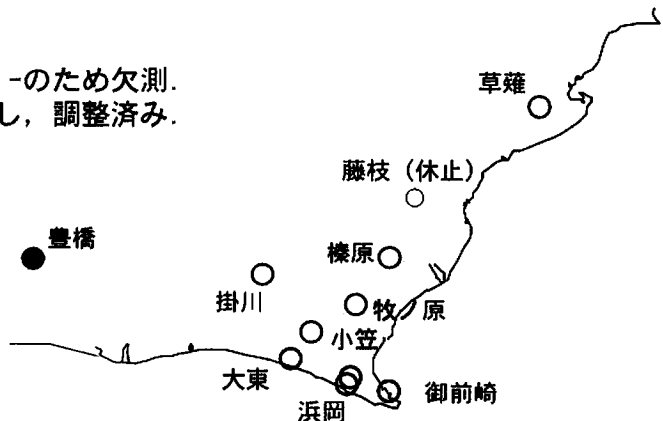 -のため欠測.
し，調整済み.
草薙
藤枝（休止）
豊橋
榛原
掛川
牧ノ原
小笠
大東
浜岡
御前崎